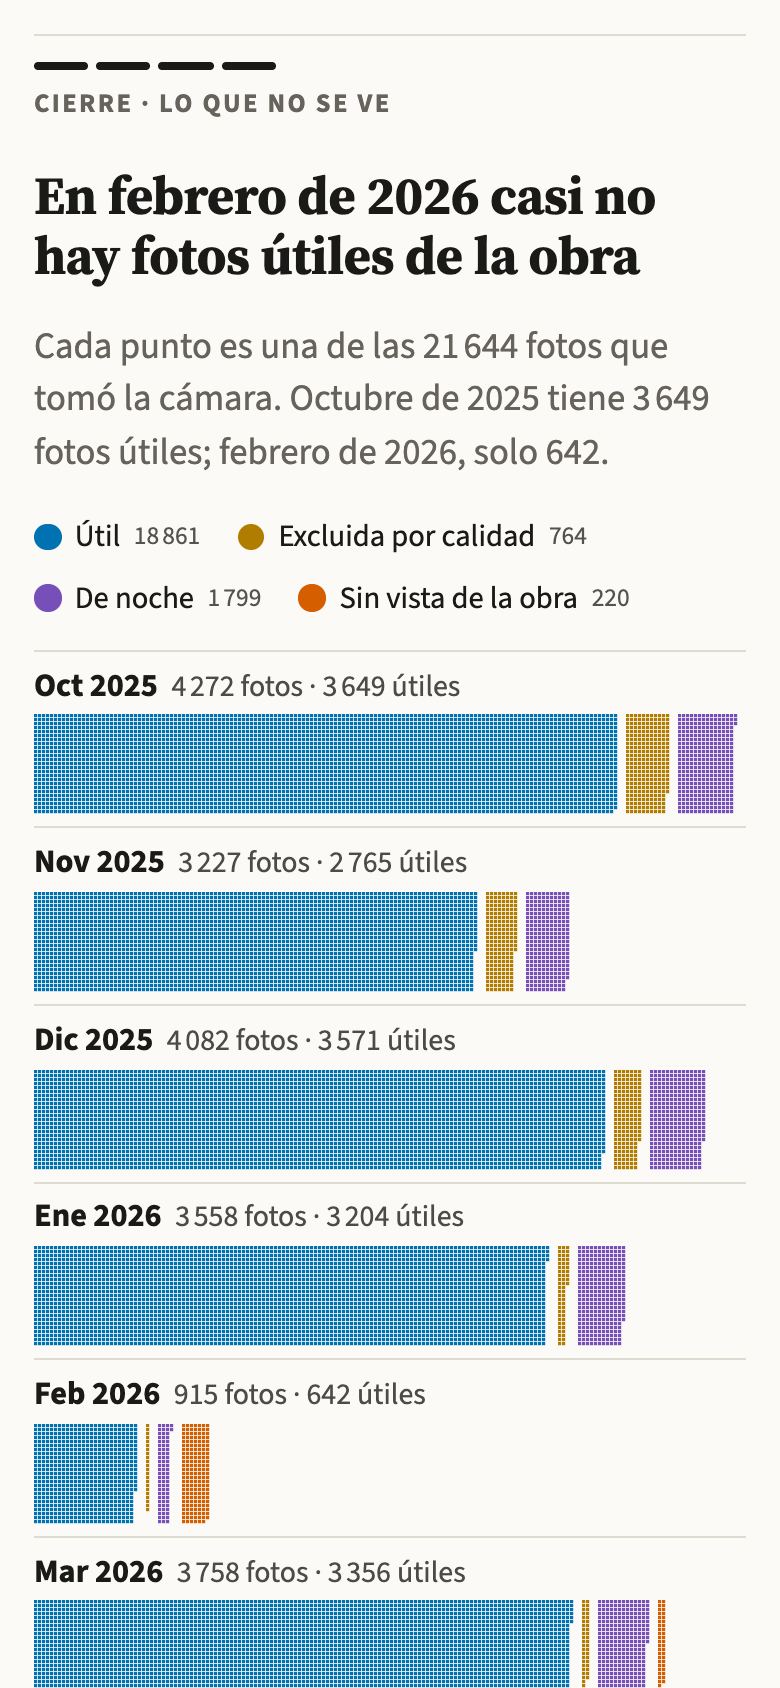 CIERRE · LO QUE NO SE VE
En febrero de 2026 casi no
hay fotos útiles de la obra
Cada punto es una de las 21 644 fotos que
tomó la cámara. Octubre de 2025 tiene 3 649
fotos útiles; febrero de 2026, solo 642.
Útil 18 861 Excluida por calidad 764
De noche 1 799 Sin vista de la obra 220
Oct 2025 4 272 fotos · 3 649 útiles
Nov 2025 3 227 fotos · 2 765 útiles
Dic 2025 4 082 fotos · 3 571 útiles
Ene 2026 3 558 fotos · 3 204 útiles
Feb 2026 915 fotos · 642 útiles
Mar 2026 3 758 fotos · 3 356 útiles